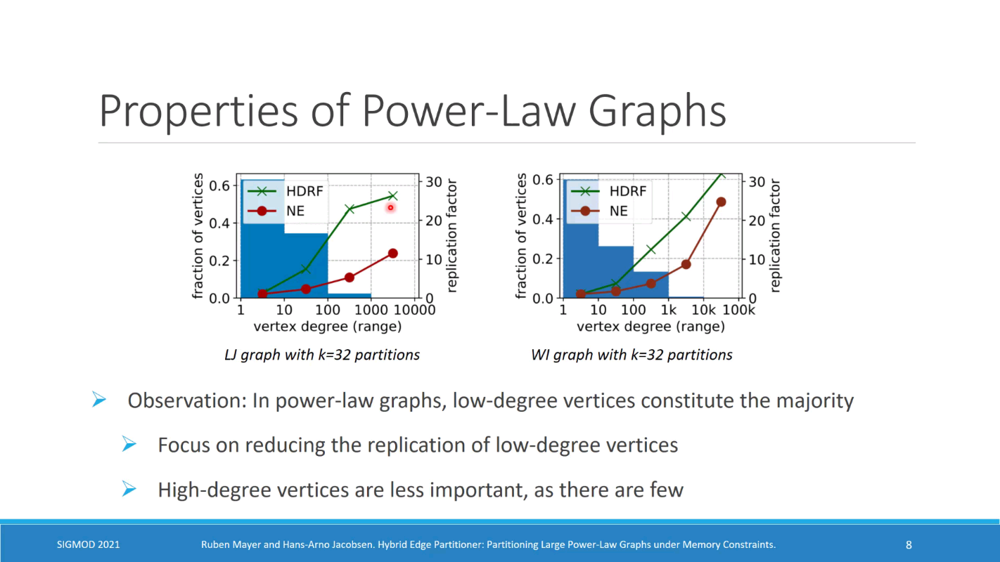 Properties of Power-Law Graphs
fraction of vertices
0.6
0.4
0.2
0.0
HDRF
NE
30
20
10
0
replication factor
1 10 100 1000 10000
vertex degree (range)
LJ graph with k=32 partitions
fraction of vertices
0.6
0.4
0.2
0.0
HDRF
NE
30
20
10
0
replication factor
1 10 100 1k 10k 100k
vertex degree (range)
WI graph with k=32 partitions
Observation: In power-law graphs, low-degree vertices constitute the majority
Focus on reducing the replication of low-degree vertices
High-degree vertices are less important, as there are few
SIGMOD 2021
Ruben Mayer and Hans-Arno Jacobsen. Hybrid Edge Partitioner: Partitioning Large Power-Law Graphs under Memory Constraints.
8